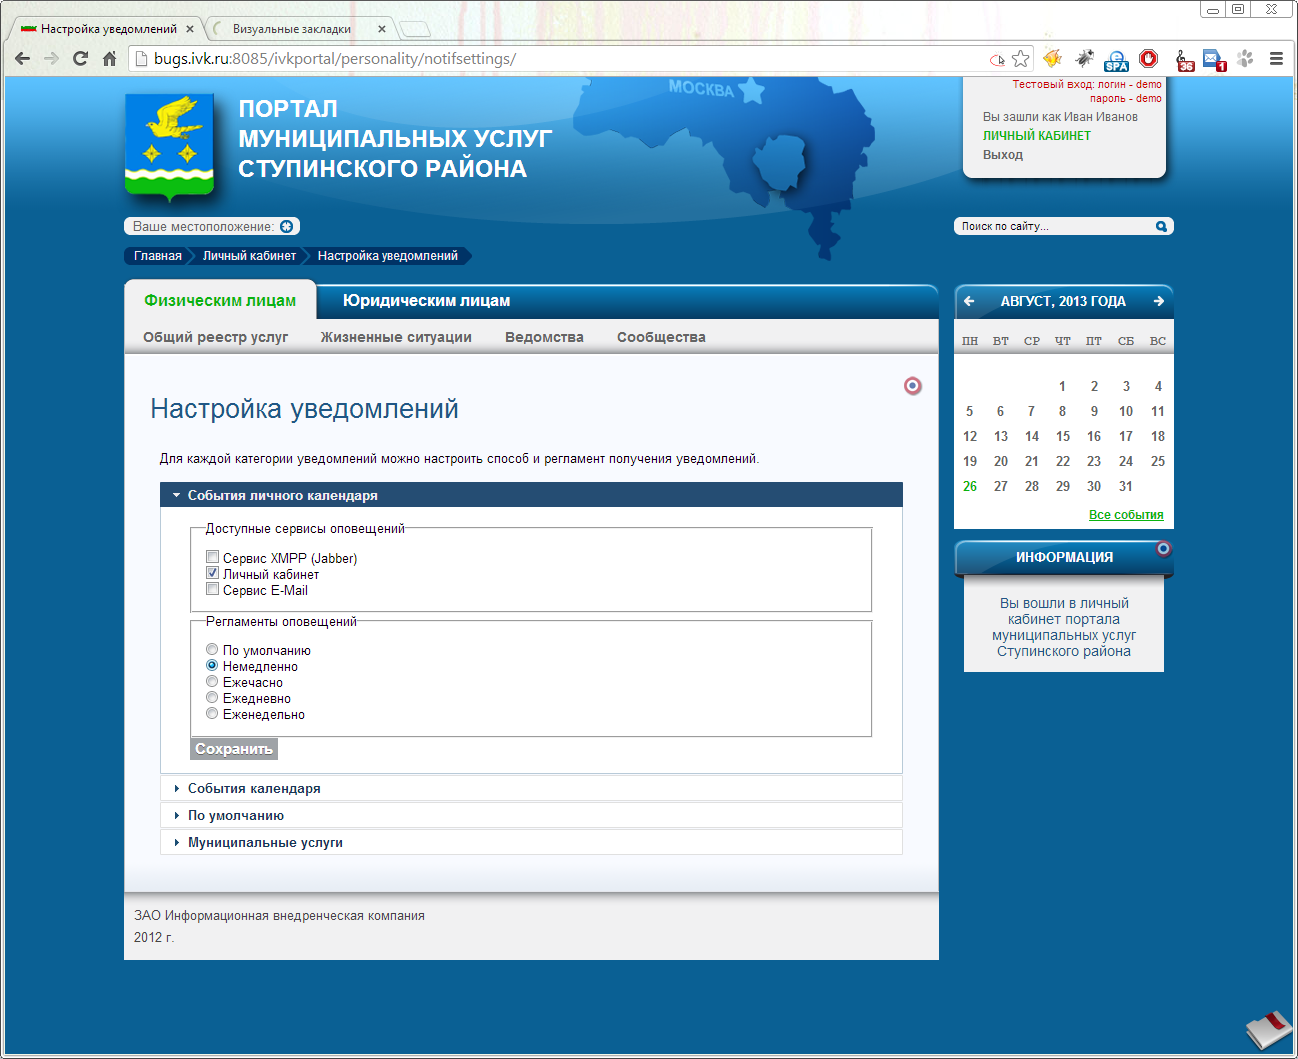 Настройка уведомлений
Визуальные закладки
bugs.ivk.ru:8085/ivkportal/personality/notifsettings/
SPA
36
1
ПОРТАЛ
МУНИЦИПАЛЬНЫХ УСЛУГ
СТУПИНСКОГО РАЙОНА
МОСКВА
Тестовый вход: логин - demo
пароль - demo
Вы зашли как Иван Иванов
ЛИЧНЫЙ КАБИНЕТ
Выход
Ваше местоположение:
Поиск по сайту...
Главная
Личный кабинет
Настройка уведомлений
Физическим лицам
Юридическим лицам
Общий реестр услуг
Жизненные ситуации
Ведомства
Сообщества
Настройка уведомлений
Для каждой категории уведомлений можно настроить способ и регламент получения уведомлений.
События личного календаря
Доступные сервисы оповещений
Сервис XMPP (Jabber)
Личный кабинет
Сервис E-Mail
Регламенты оповещений
По умолчанию
Немедленно
Ежечасно
Ежедневно
Еженедельно
Сохранить
События календаря
По умолчанию
Муниципальные услуги
ЗАО Информационная внедренческая компания
2012 г.
АВГУСТ, 2013 ГОДА
ПН ВТ СР ЧТ ПТ СБ ВС
1 2 3 4
5 6 7 8 9 10 11
12 13 14 15 16 17 18
19 20 21 22 23 24 25
26 27 28 29 30 31
Все события
ИНФОРМАЦИЯ
Вы вошли в личный
кабинет портала
муниципальных услуг
Ступинского района